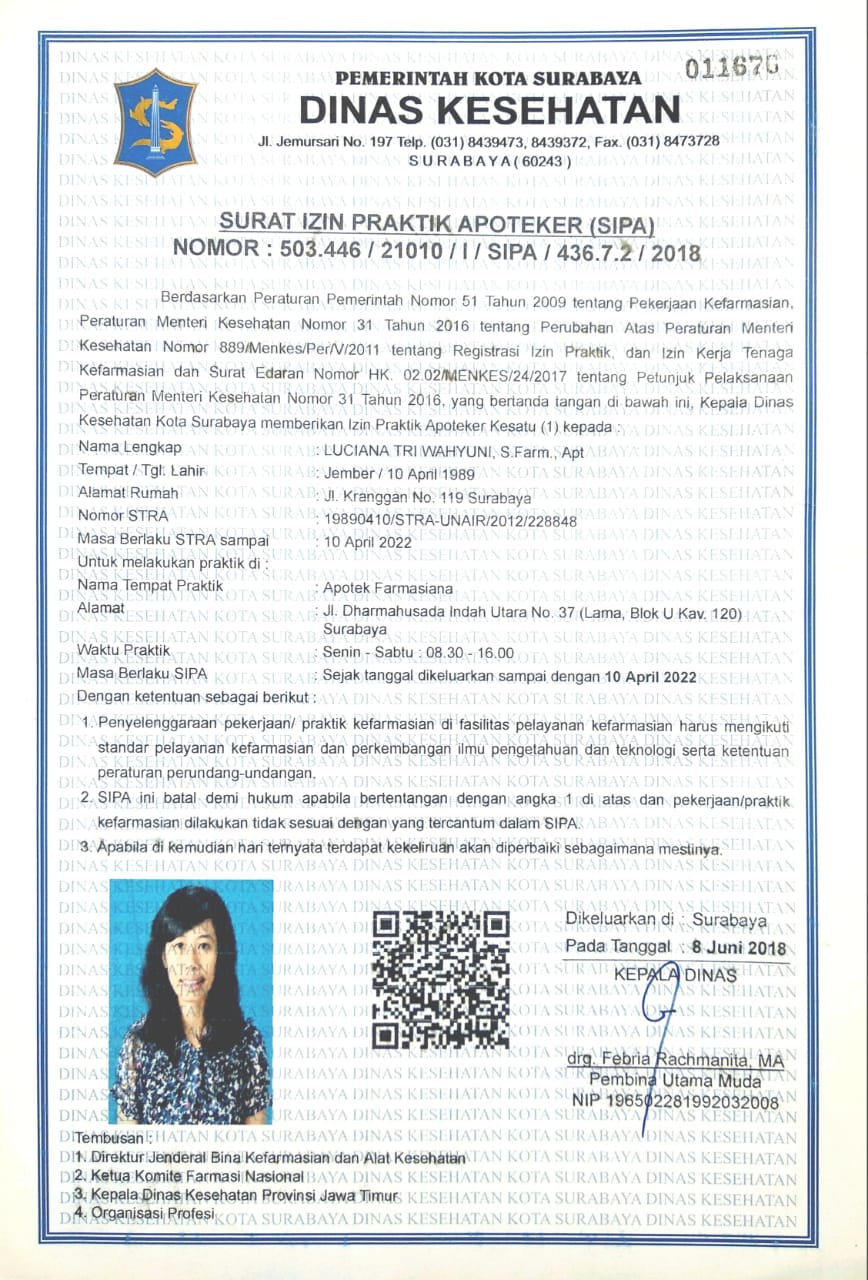 PEMERINTAH KOTA SURABAYA
011676
DINAS KESEHATAN
Jl. Jemursari No. 197 Telp. (031) 8439473, 8439372, Fax. (031) 8473728
SURABAYA ( 60243 )
SURAT IZIN PRAKTIK APOTEKER (SIPA)
NOMOR : 503.446 / 21010 / I / SIPA / 436.7.2 / 2018
Berdasarkan Peraturan Pemerintah Nomor 51 Tahun 2009 tentang Pekerjaan Kefarmasian,
Peraturan Menteri Kesehatan Nomor 31 Tahun 2016 tentang Perubahan Atas Peraturan Menteri
Kesehatan Nomor 889/Menkes/Per/V/2011 tentang Registrasi Izin Praktik, dan Izin Kerja Tenaga
Kefarmasian dan Surat Edaran Nomor HK. 02.02/MENKES/24/2017 tentang Petunjuk Pelaksanaan
Peraturan Menteri Kesehatan Nomor 31 Tahun 2016, yang bertanda tangan di bawah ini, Kepala Dinas
Kesehatan Kota Surabaya memberikan Izin Praktik Apoteker Kesatu (1) kepada :
Nama Lengkap : LUCIANA TRI WAHYUNI, S.Farm., Apt
Tempat / Tgl. Lahir : Jember / 10 April 1989
Alamat Rumah : Jl. Kranggan No. 119 Surabaya
Nomor STRA : 19890410/STRA-UNAIR/2012/228848
Masa Berlaku STRA sampai : 10 April 2022
Untuk melakukan praktik di :
Nama Tempat Praktik : Apotek Farmasiana
Alamat : Jl. Dharmahusada Indah Utara No. 37 (Lama, Blok U Kav. 120)
Surabaya
Waktu Praktik : Senin - Sabtu : 08.30 - 16.00
Masa Berlaku SIPA : Sejak tanggal dikeluarkan sampai dengan 10 April 2022
Dengan ketentuan sebagai berikut :
1. Penyelenggaraan pekerjaan/ praktik kefarmasian di fasilitas pelayanan kefarmasian harus mengikuti
standar pelayanan kefarmasian dan perkembangan ilmu pengetahuan dan teknologi serta ketentuan
peraturan perundang-undangan.
2. SIPA ini batal demi hukum apabila bertentangan dengan angka 1 di atas dan pekerjaan/praktik
kefarmasian dilakukan tidak sesuai dengan yang tercantum dalam SIPA.
3. Apabila di kemudian hari ternyata terdapat kekeliruan akan diperbaiki sebagaimana mestinya.
Dikeluarkan di : Surabaya
Pada Tanggal : 8 Juni 2018
KEPALA DINAS
drg. Febria Rachmanita, MA
Pembina Utama Muda
NIP 196502281992032008
Tembusan :
1. Direktur Jenderal Bina Kefarmasian dan Alat Kesehatan
2. Ketua Komite Farmasi Nasional
3. Kepala Dinas Kesehatan Provinsi Jawa Timur
4. Organisasi Profesi